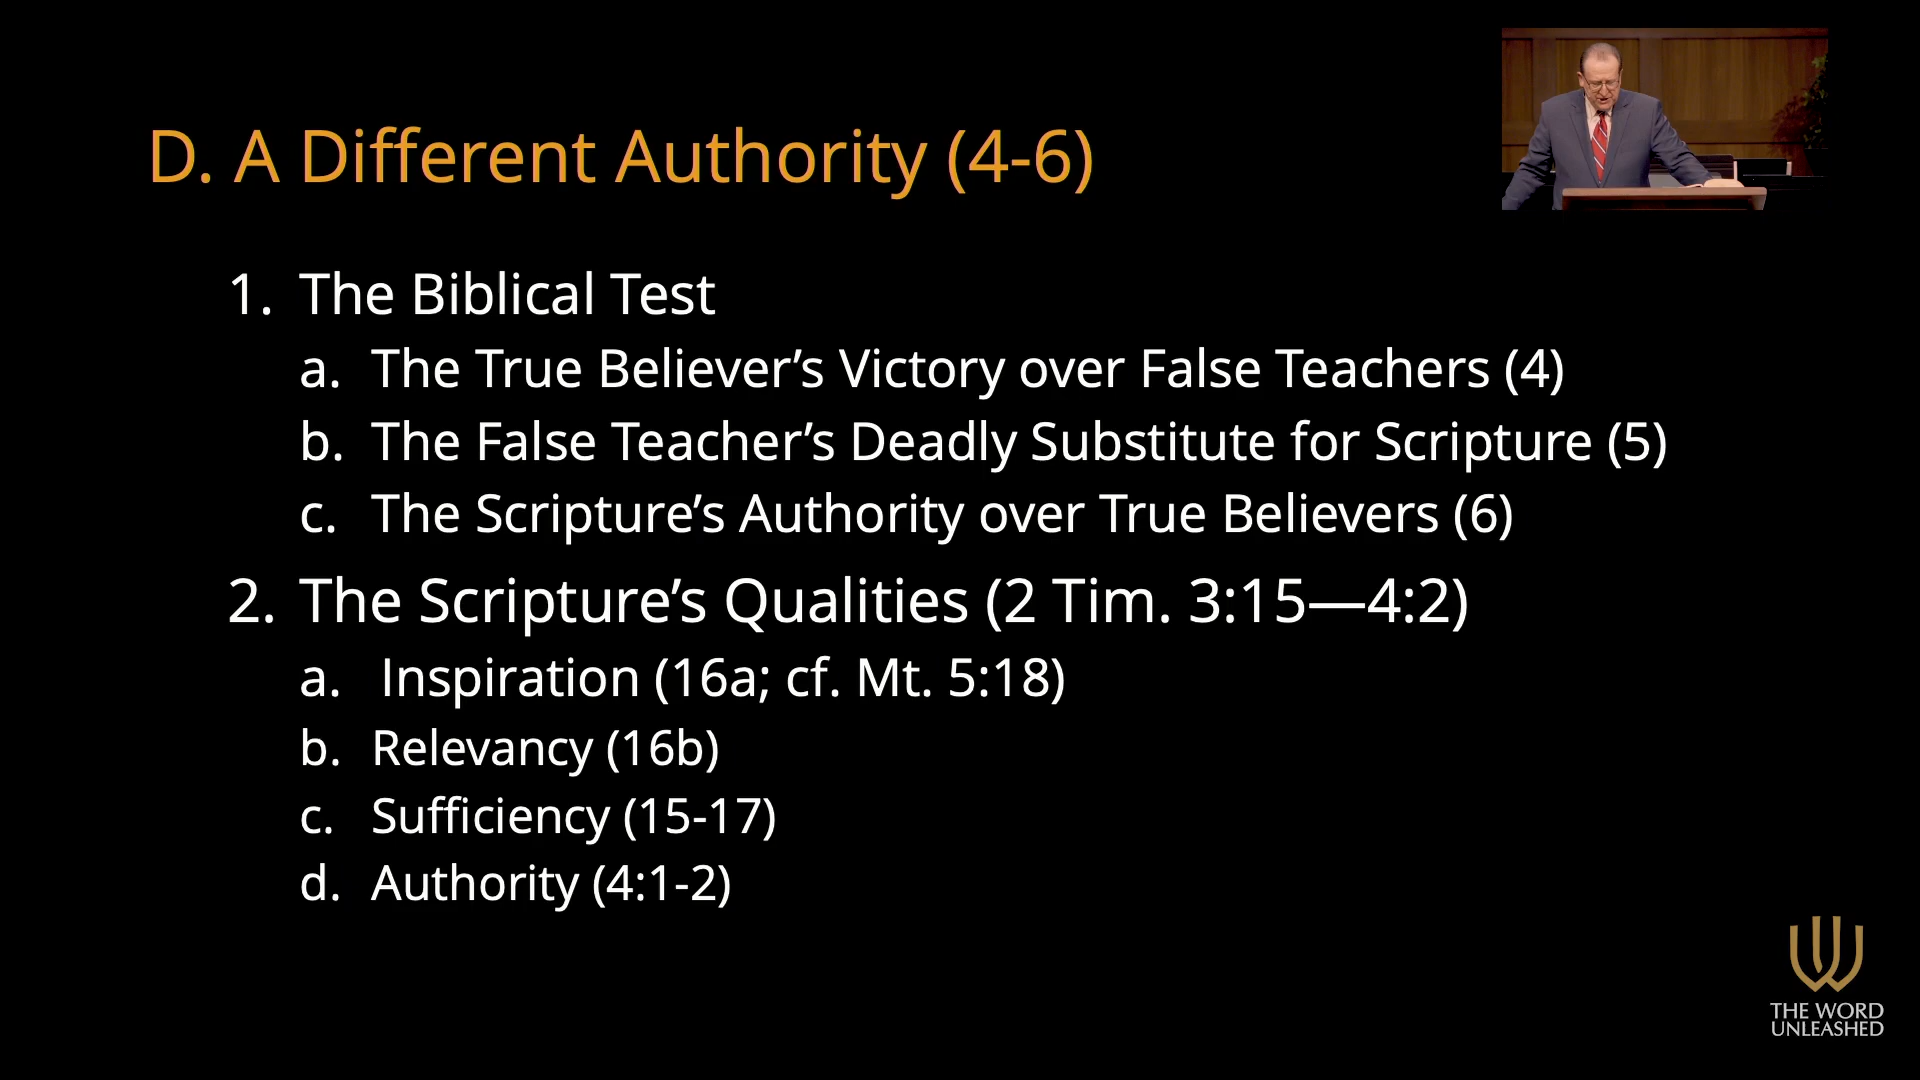 D. A Different Authority (4-6)
1. The Biblical Test
a. The True Believer’s Victory over False Teachers (4)
b. The False Teacher’s Deadly Substitute for Scripture (5)
c. The Scripture’s Authority over True Believers (6)
2. The Scripture’s Qualities (2 Tim. 3:15—4:2)
a. Inspiration (16a; cf. Mt. 5:18)
b. Relevancy (16b)
c. Sufficiency (15-17)
d. Authority (4:1-2)
THE WORD
UNLEASHED